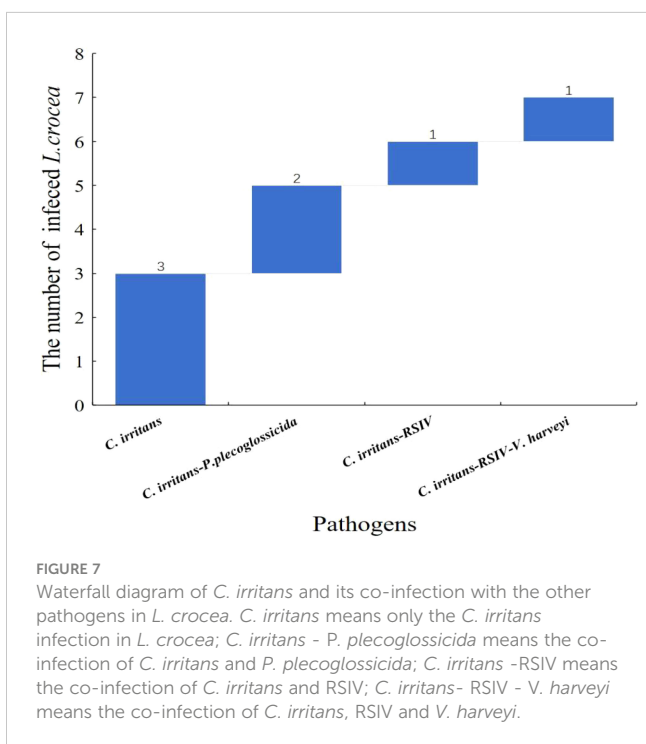 The number of infeced L.crocea
8
7
6
5
4
3
2
1
0
3
2
1
1
C. irritans
C. irritans-P.plecoglossicida
C. irritans-RSIV
C. irritans-RSIV-V. harveyi
Pathogens
FIGURE 7
Waterfall diagram of C. irritans and its co-infection with the other
pathogens in L. crocea. C. irritans means only the C. irritans
infection in L. crocea; C. irritans - P. plecoglossicida means the co-
infection of C. irritans and P. plecoglossicida; C. irritans -RSIV means
the co-infection of C. irritans and RSIV; C. irritans- RSIV - V. harveyi
means the co-infection of C. irritans, RSIV and V. harveyi.